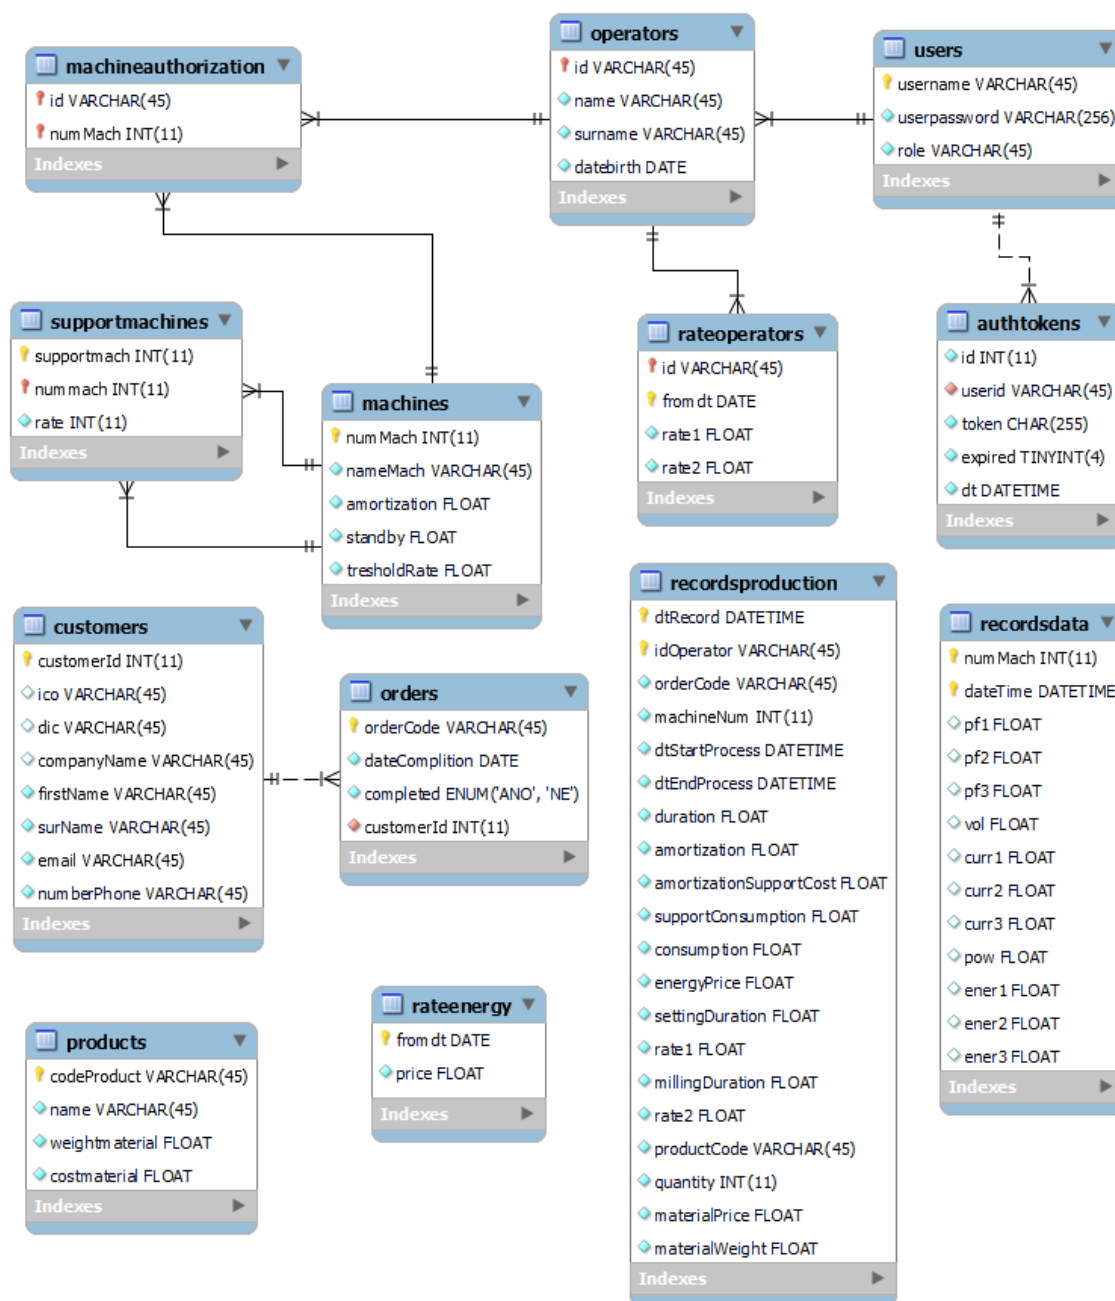 machineauthorization
id VARCHAR(45)
numMach INT(11)
Indexes
operators
id VARCHAR(45)
name VARCHAR(45)
surname VARCHAR(45)
datebirth DATE
Indexes
users
username VARCHAR(45)
userpassword VARCHAR(256)
role VARCHAR(45)
Indexes
supportmachines
supportmach INT(11)
nummach INT(11)
rate INT(11)
Indexes
machines
numMach INT(11)
nameMach VARCHAR(45)
amortization FLOAT
standby FLOAT
tresholdRate FLOAT
Indexes
rateoperators
id VARCHAR(45)
fromdt DATE
rate1 FLOAT
rate2 FLOAT
Indexes
authtokens
id INT(11)
userid VARCHAR(45)
token CHAR(255)
expired TINYINT(4)
dt DATETIME
Indexes
customers
customerId INT(11)
ico VARCHAR(45)
dic VARCHAR(45)
companyName VARCHAR(45)
firstName VARCHAR(45)
surName VARCHAR(45)
email VARCHAR(45)
numberPhone VARCHAR(45)
Indexes
orders
orderCode VARCHAR(45)
dateComplition DATE
completed ENUM('ANO', 'NE')
customerId INT(11)
Indexes
recordsproduction
dtRecord DATETIME
idOperator VARCHAR(45)
orderCode VARCHAR(45)
machineNum INT(11)
dtStartProcess DATETIME
dtEndProcess DATETIME
duration FLOAT
amortization FLOAT
amortizationSupportCost FLOAT
supportConsumption FLOAT
consumption FLOAT
energyPrice FLOAT
settingDuration FLOAT
rate1 FLOAT
millingDuration FLOAT
rate2 FLOAT
productCode VARCHAR(45)
quantity INT(11)
materialPrice FLOAT
materialWeight FLOAT
Indexes
recordsdata
numMach INT(11)
dateTime DATETIME
pf1 FLOAT
pf2 FLOAT
pf3 FLOAT
vol FLOAT
curr1 FLOAT
curr2 FLOAT
curr3 FLOAT
pow FLOAT
ener1 FLOAT
ener2 FLOAT
ener3 FLOAT
Indexes
products
codeProduct VARCHAR(45)
name VARCHAR(45)
weightmaterial FLOAT
costmaterial FLOAT
Indexes
rateenergy
fromdt DATE
price FLOAT
Indexes